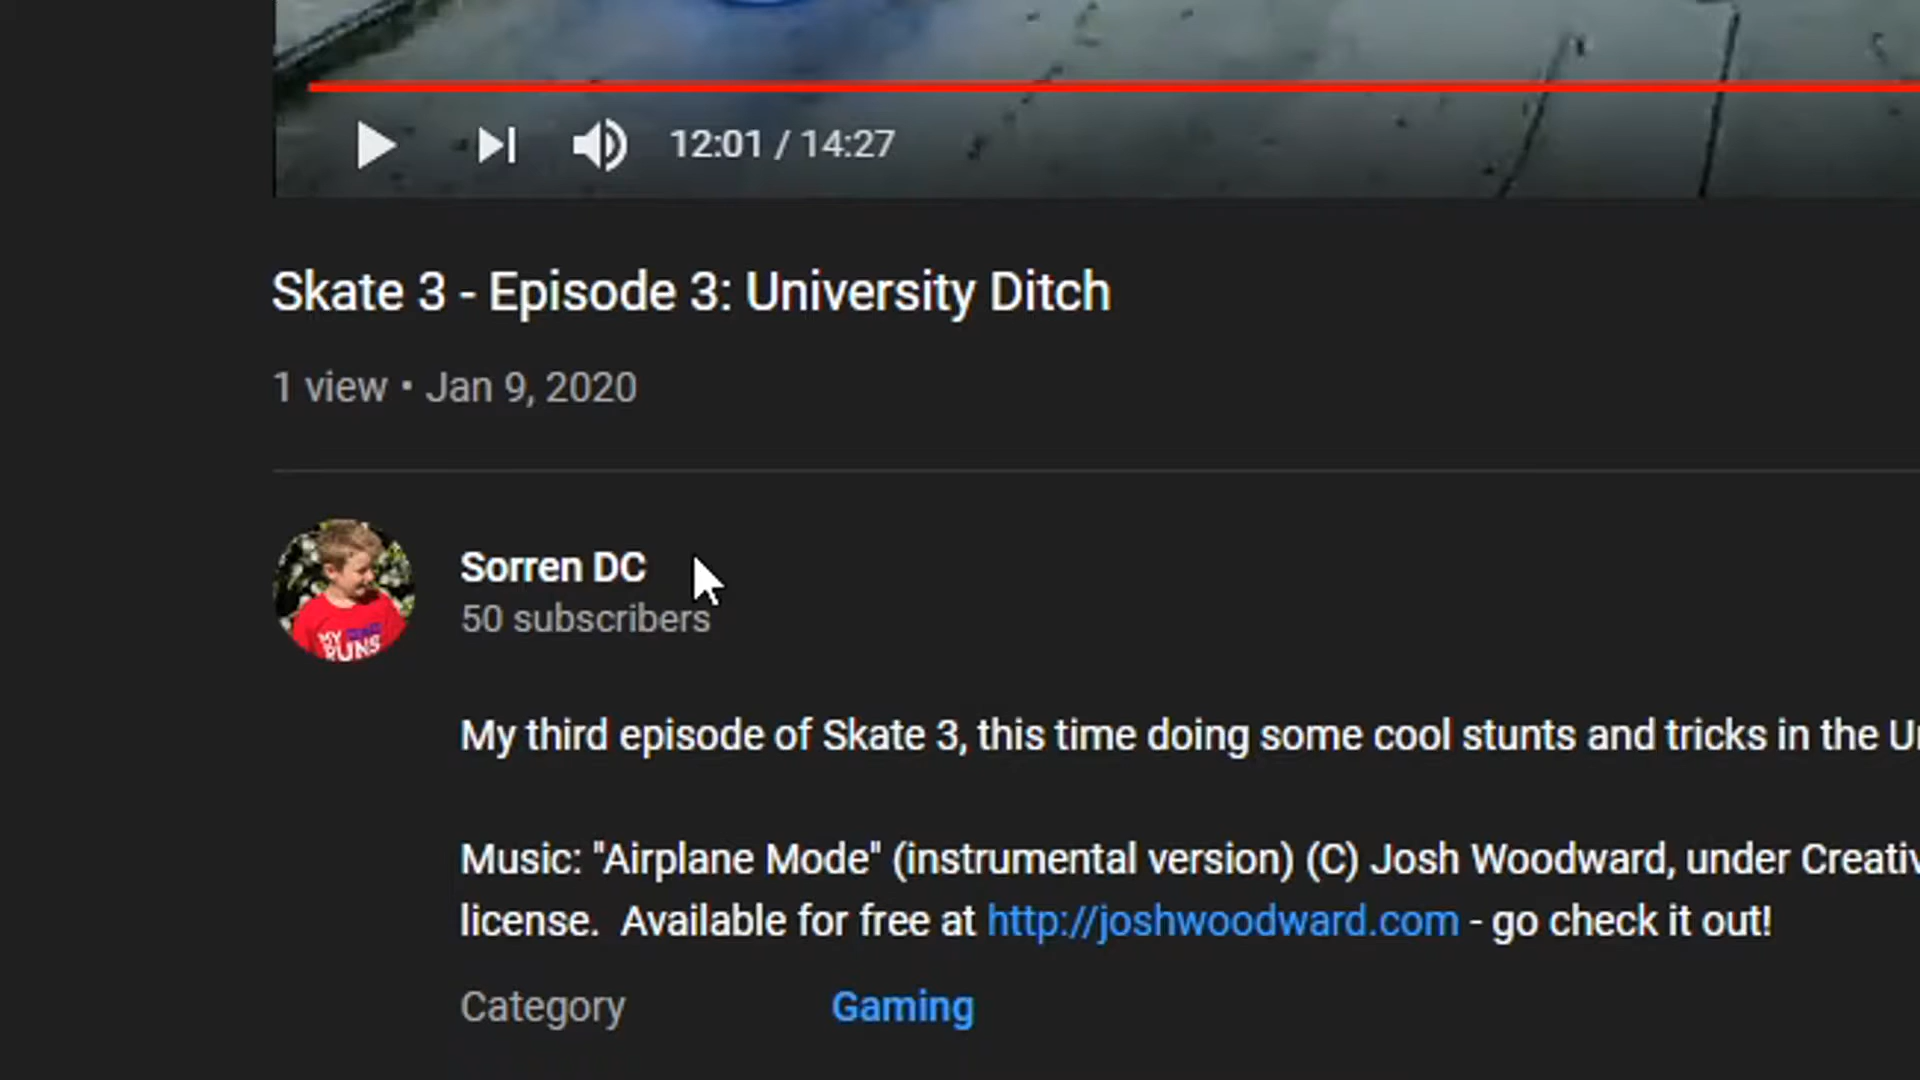 12:01 / 14:27
Skate 3 - Episode 3: University Ditch
1 view • Jan 9, 2020
Sorren DC
50 subscribers
MY
RUNS
My third episode of Skate 3, this time doing some cool stunts and tricks in the
Music: "Airplane Mode" (instrumental version) (C) Josh Woodward, under
license. Available for free at http://joshwoodward.com - go check it out!
Category Gaming